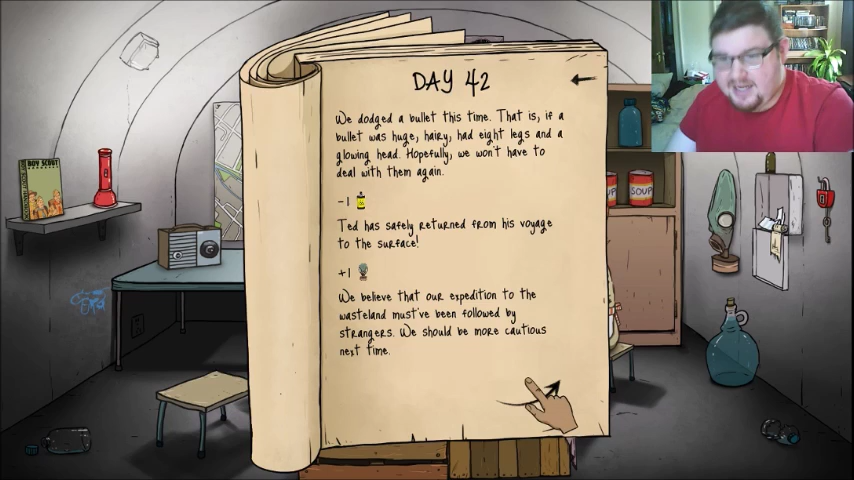 DAY 42
We dodged a bullet this time. That is, if a
bullet was huge, hairy, had eight legs and a
glowing head. Hopefully, we won't have to
deal with them again.
-1
Ted has safely returned from his voyage
to the surface!
+1
We believe that our expedition to the
wasteland must've been followed by
strangers. We should be more cautious
next time.
BOY SCOUT
SOUP